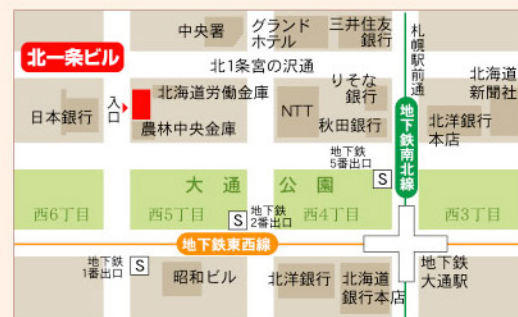 中央署
グランド
ホテル
三井住友
銀行
札幌駅前通
北一条ビル
北1条宮の沢通
北海道
新聞社
りそな
銀行
北海道労働金庫
入口
日本銀行
NTT
農林中央金庫
秋田銀行
地下鉄南北線
北洋銀行
本店
地下鉄
5番出口
S
大通公園
西6丁目
西5丁目
S
地下鉄
2番出口
西4丁目
西3丁目
地下鉄東西線
地下鉄
1番出口
S
昭和ビル
北洋銀行
北海道
銀行本店
地下鉄
大通駅